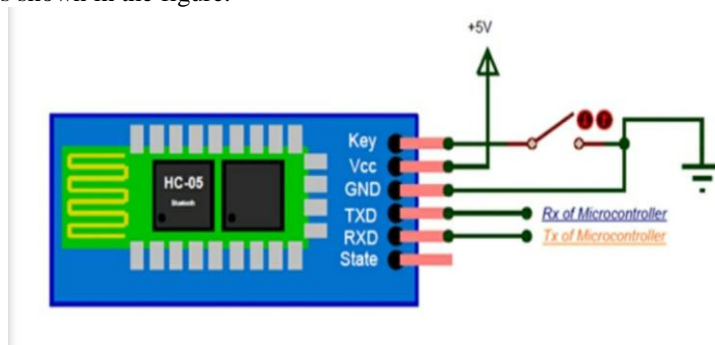 s shown in the figure.
+5V
Key
Vcc
HC-05
GND
TXD
Rx of Microcontroller
RXD
Tx of Microcontroller
State